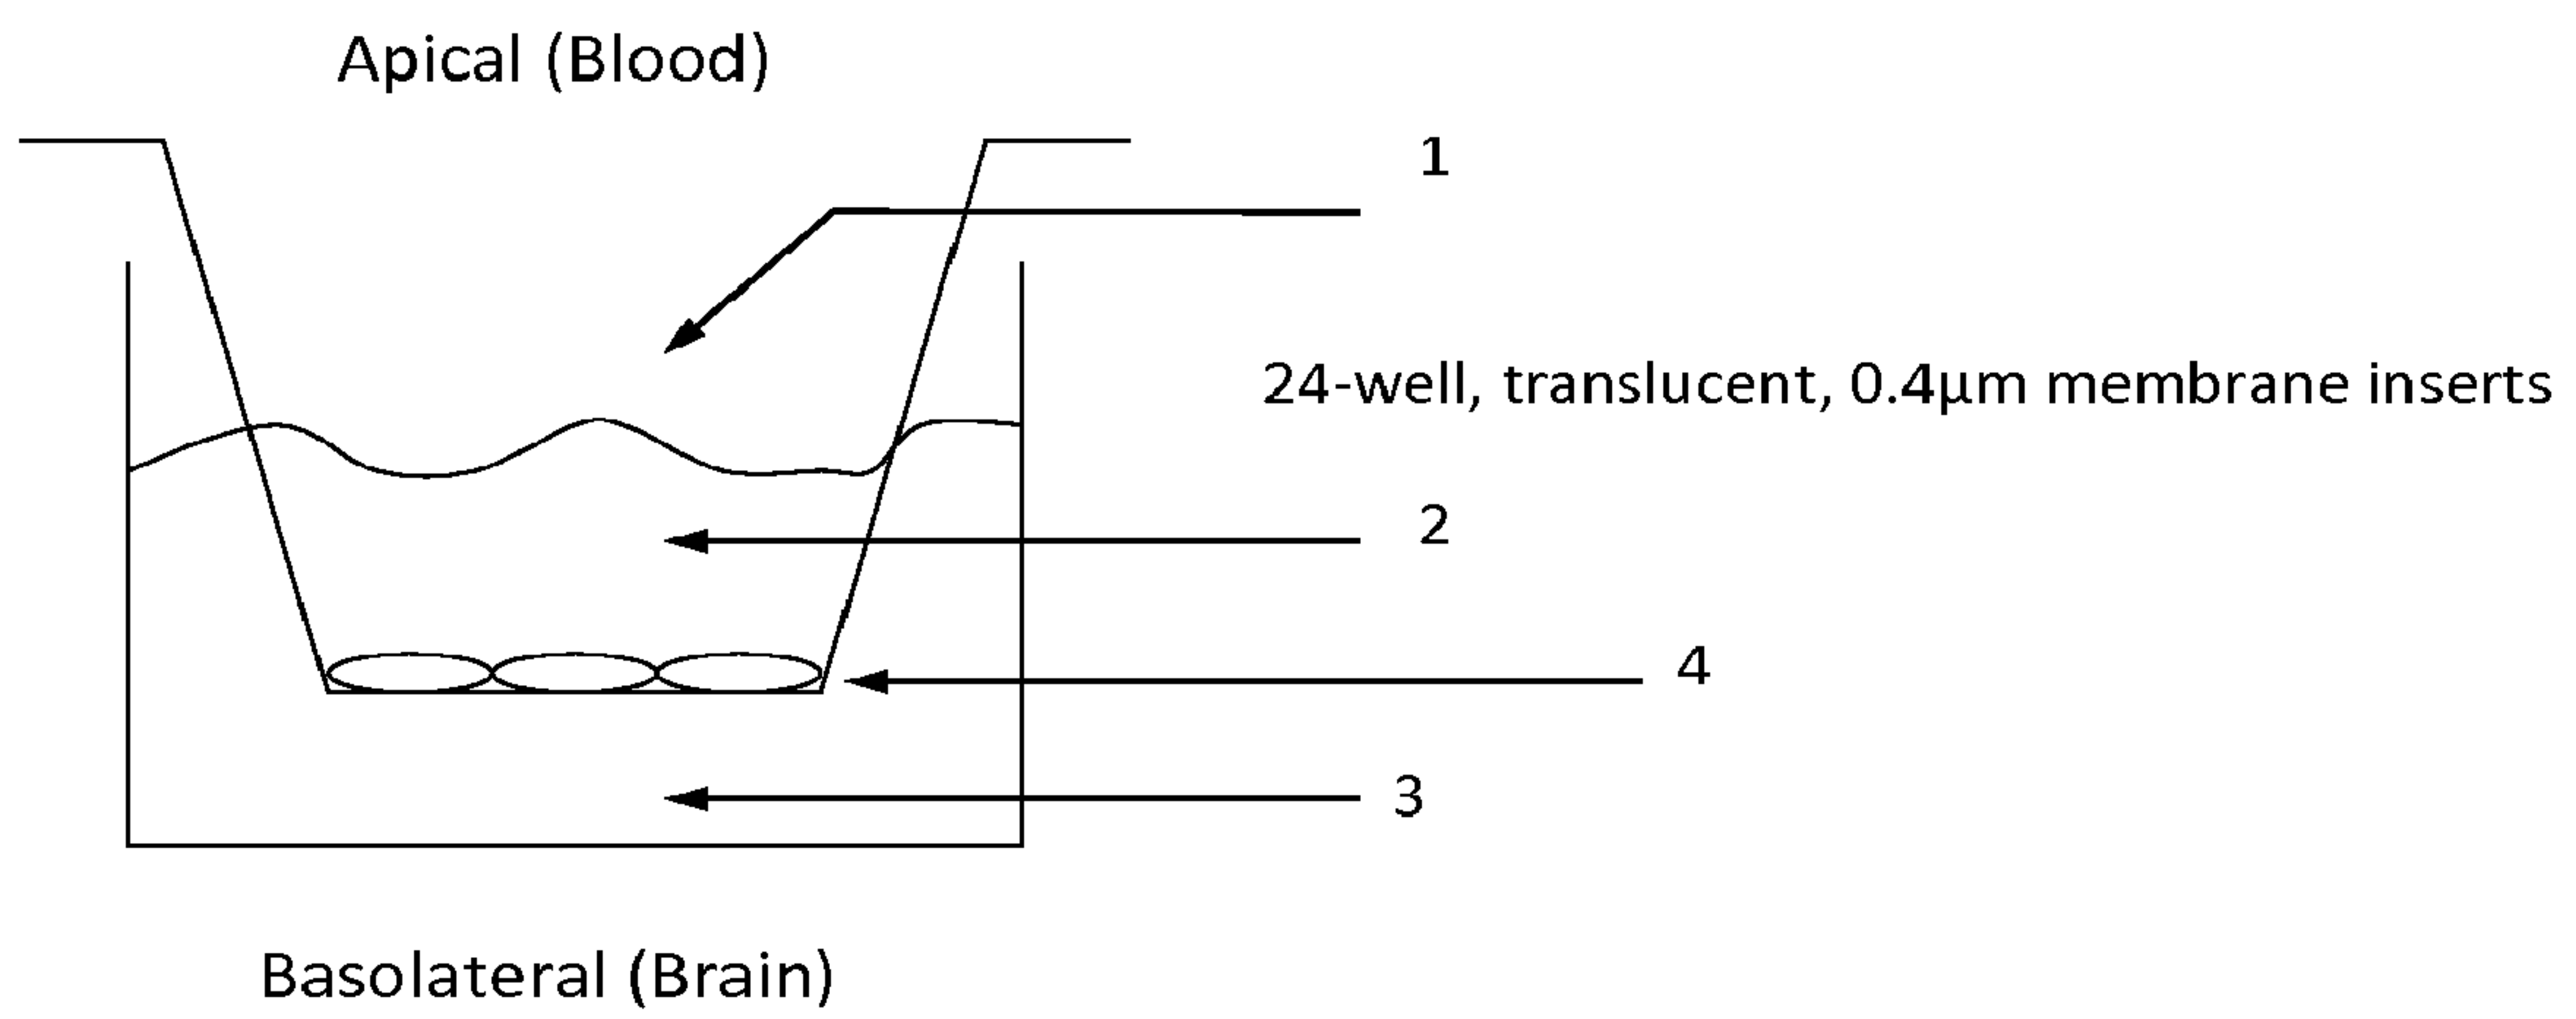 Apical (Blood)
1
24-well, translucent, 0.4µm membrane inserts
2
4
3
Basolateral (Brain)